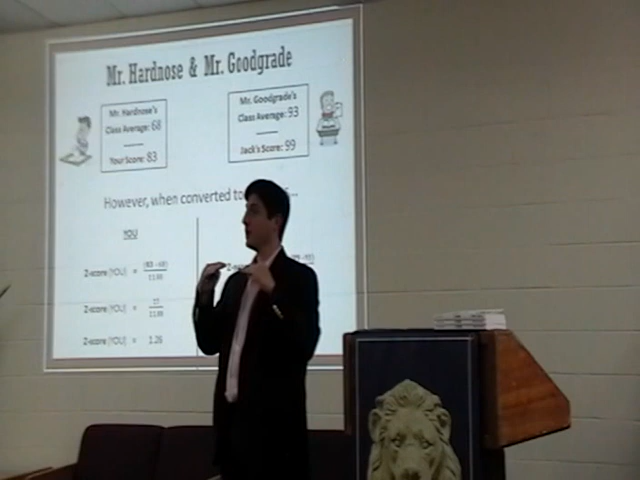 Mr. Hardnose & Mr. Goodgrade
Mr. Hardnose's
Class Average: 68
Your Score: 83
Mr. Goodgrade's
Class Average: 93
Jack's Score: 99
However, when converted to
YOU
Z-score (YOU) =
Z-score (YOU) =
Z-score (YOU) = 1.26